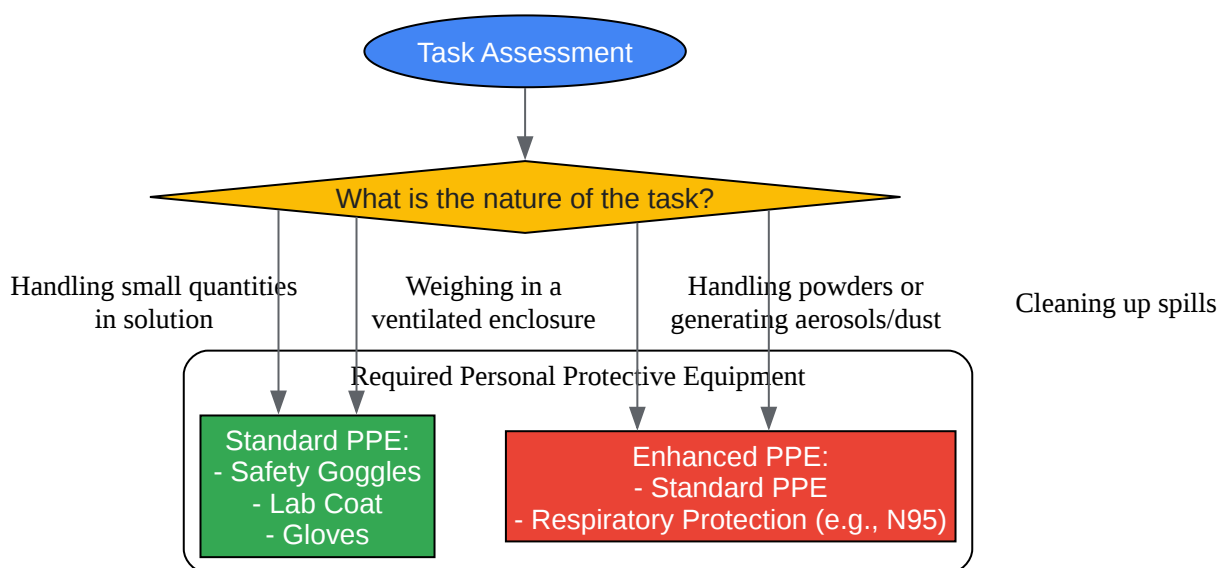 Task Assessment
What is the nature of the task?
Handling small quantities
in solution
Weighing in a
ventilated enclosure
Handling powders or
generating aerosols/dust
Cleaning up spills
Required Personal Protective Equipment
Standard PPE:
- Safety Goggles
- Lab Coat
- Gloves
Enhanced PPE:
- Standard PPE
- Respiratory Protection (e.g., N95)